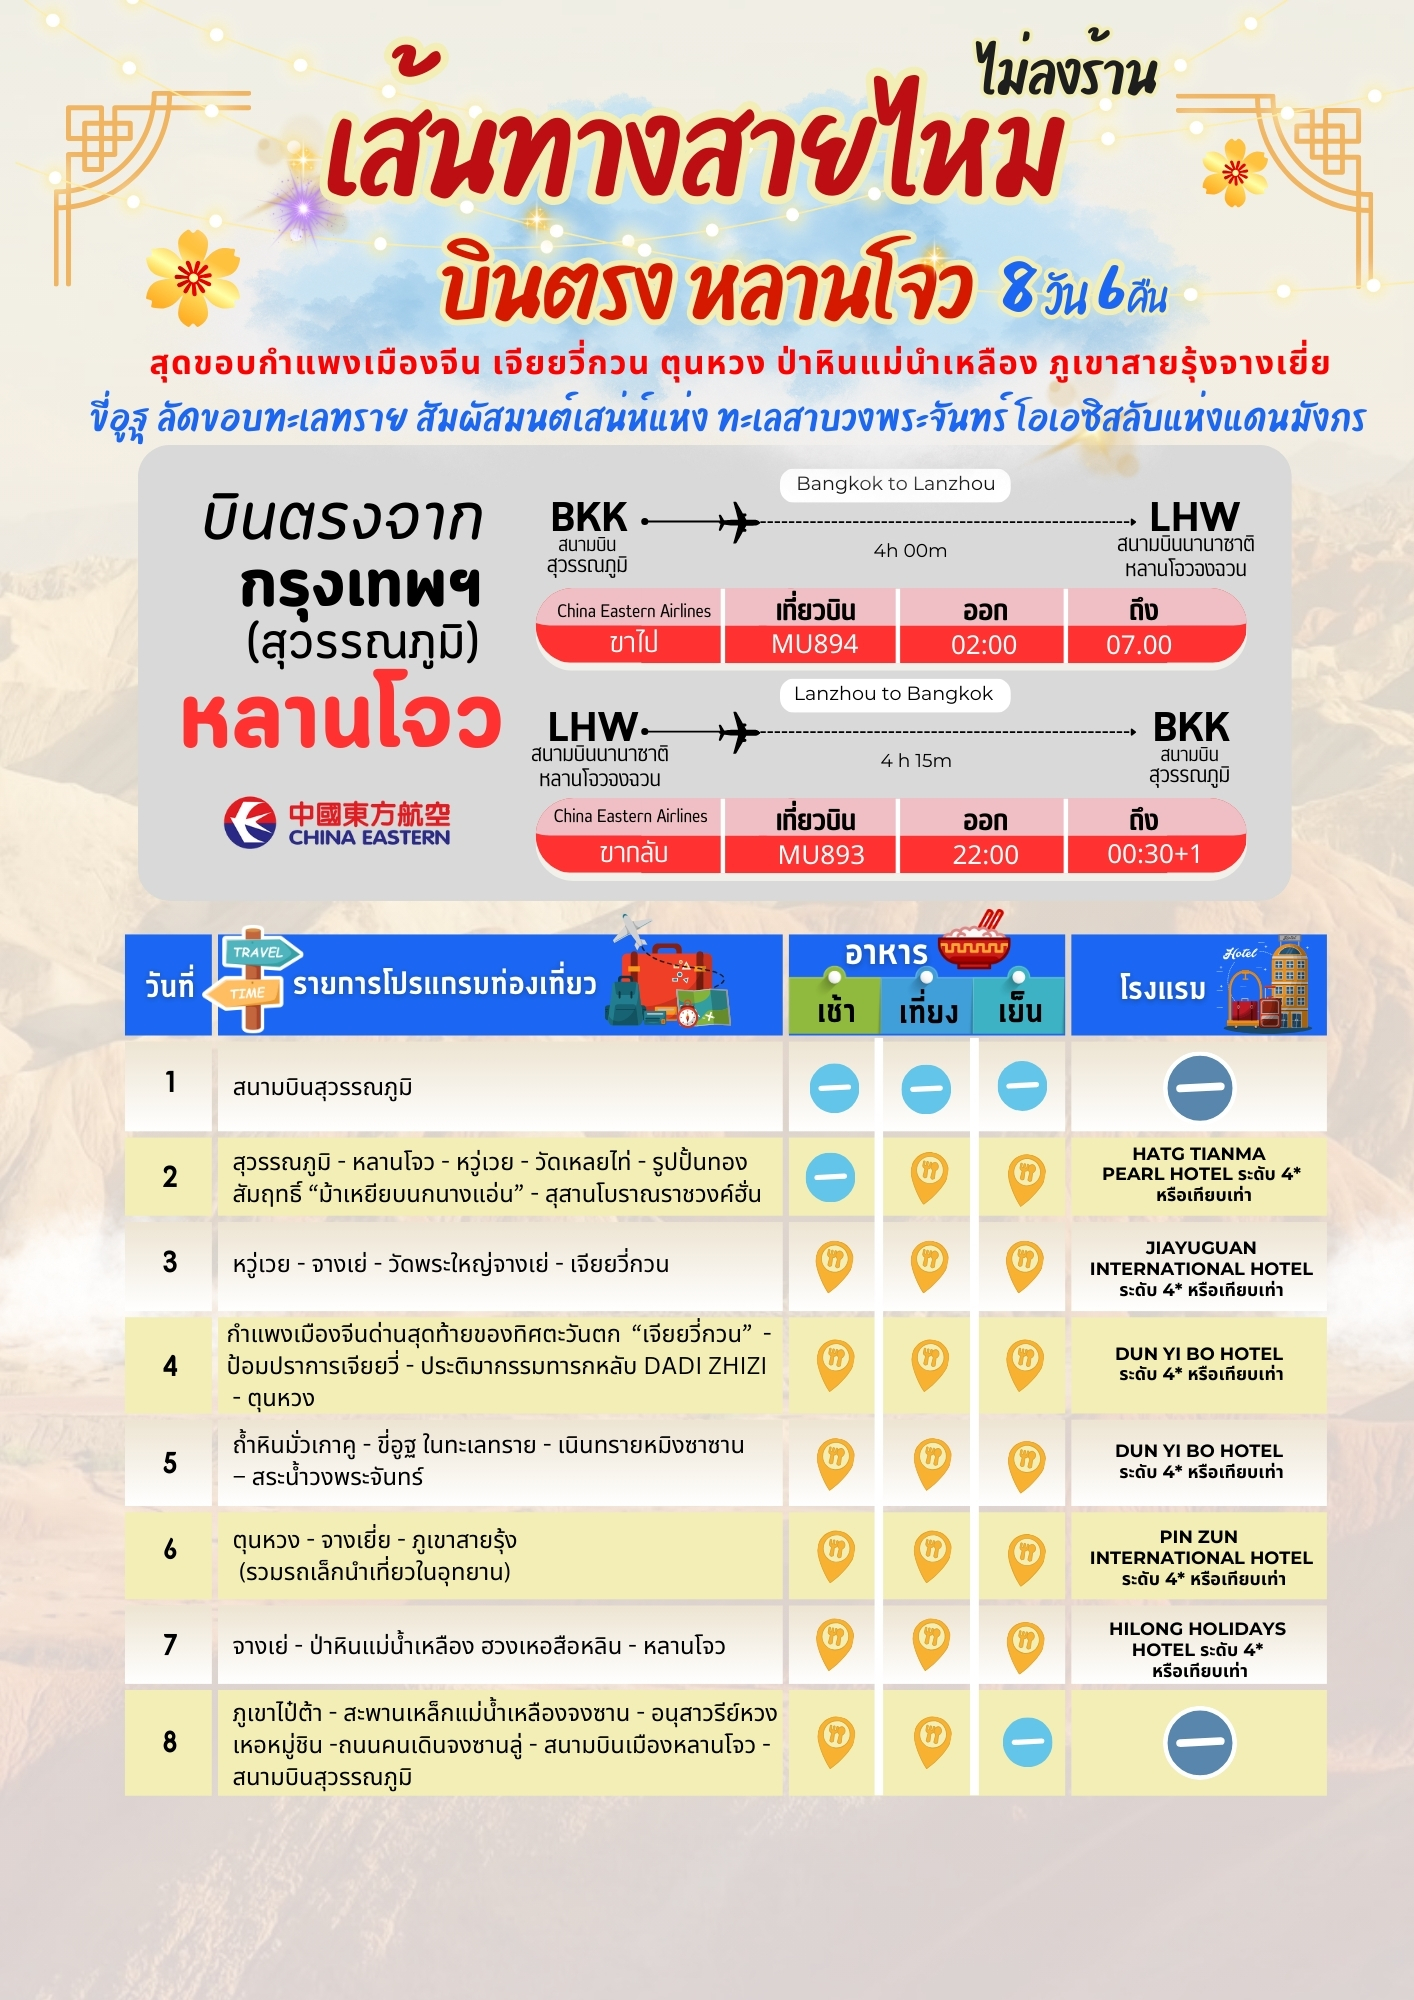 ไม่ลงร้าน
เส้นทางสายไหม
บินตรง หลานโจว 8 วัน 6 คืน
สุดขอบกำแพงเมืองจีน เจียยวี่กวน ตุนหวง ป่าหินแม่นำเหลือง ภูเขาสายรุ้งจางเยี่ย
ขี่อูฐ ลัดขอบทะเลทราย สัมผัสมนต์เสน่ห์แห่ง ทะเลสาบวงพระจันทร์ โอเอซิสลับแห่งแดนมังกร
บินตรงจาก
กรุงเทพฯ
(สุวรรณภูมิ)
หลานโจว
中國東方航空
CHINA EASTERN
Bangkok to Lanzhou
BKK
LHW
สนามบิน
สุวรรณภูมิ
4h 00m
สนามบินนานาชาติ
หลานโจวจงฉวน
China Eastern Airlines เที่ยวบิน ออก ถึง
ขาไป MU894 02:00 07.00
Lanzhou to Bangkok
LHW
BKK
สนามบินนานาชาติ
หลานโจวจงฉวน
4 h 15m
สนามบิน
สุวรรณภูมิ
China Eastern Airlines เที่ยวบิน ออก ถึง
ขากลับ MU893 22:00 00:30+1
วันที่
TRAVEL
TIME
รายการโปรแกรมท่องเที่ยว
อาหาร
เช้า เที่ยง เย็น
โรงแรม
Hotel
1
สนามบินสุวรรณภูมิ
2
สุวรรณภูมิ - หลานโจว - หวู่เวย - วัดเหลยไท่ - รูปปั้นทอง
สัมฤทธิ์ “ม้าเหยียบนกนางแอ่น” - สุสานโบราณราชวงค์ฮั่น
HATG TIANMA
PEARL HOTEL ระดับ 4*
หรือเทียบเท่า
3
หวู่เวย - จางเย่ - วัดพระใหญ่จางเย่ - เจียยวี่กวน
JIAYUGUAN
INTERNATIONAL HOTEL
ระดับ 4* หรือเทียบเท่า
4
กำแพงเมืองจีนด่านสุดท้ายของทิศตะวันตก “เจียยวี่กวน” -
ป้อมปราการเจียยวี่ - ประติมากรรมทารกหลับ DADI ZHIZI
- ตุนหวง
DUN YI BO HOTEL
ระดับ 4* หรือเทียบเท่า
5
ถ้ำหินมั่วเกาคู - ขี่อูฐ ในทะเลทราย - เนินทรายหมิงซาซาน
– สระน้ำวงพระจันทร์
DUN YI BO HOTEL
ระดับ 4* หรือเทียบเท่า
6
ตุนหวง - จางเยี่ย - ภูเขาสายรุ้ง
(รวมรถเล็กนำเที่ยวในอุทยาน)
PIN ZUN
INTERNATIONAL HOTEL
ระดับ 4* หรือเทียบเท่า
7
จางเย่ - ป่าหินแม่น้ำเหลือง ฮวงเหอสือหลิน - หลานโจว
HILONG HOLIDAYS
HOTEL ระดับ 4*
หรือเทียบเท่า
8
ภูเขาไป๋ต้า - สะพานเหล็กแม่น้ำเหลืองจงซาน - อนุสาวรีย์หวง
เหอหมู่ชิน -ถนนคนเดินจงซานลู่ - สนามบินเมืองหลานโจว -
สนามบินสุวรรณภูมิ